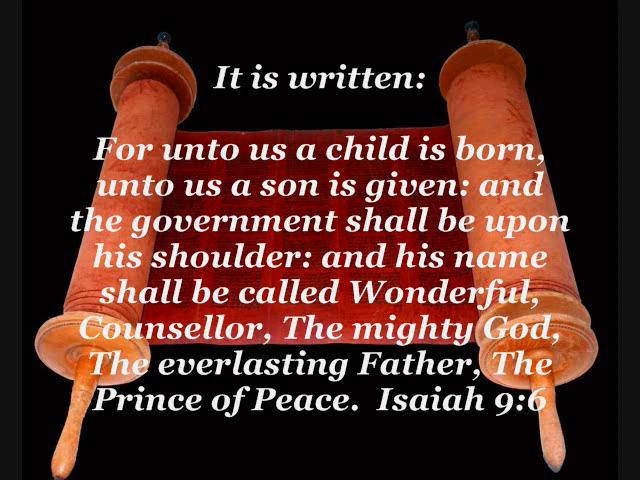 It is written:
For unto us a child is born,
unto us a son is given: and
the government shall be upon
his shoulder: and his name
shall be called Wonderful,
Counsellor, The mighty God,
The everlasting Father, The
Prince of Peace.  Isaiah 9:6